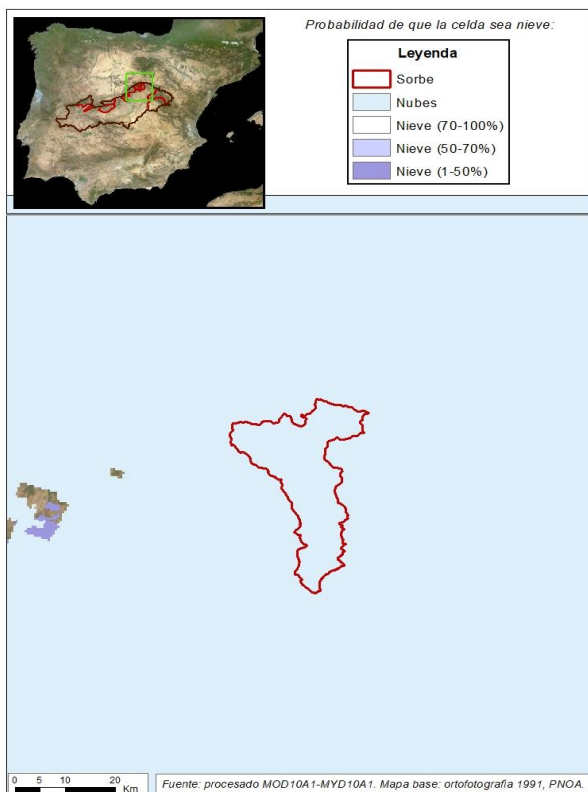 Probabilidad de que la celda sea nieve:
Leyenda
Sorbe
Nubes
Nieve (70-100%)
Nieve (50-70%)
Nieve (1-50%)
0 5 10 20
Km
Fuente: procesado MOD10A1-MYD10A1. Mapa base: ortofotografia 1991, PNOA